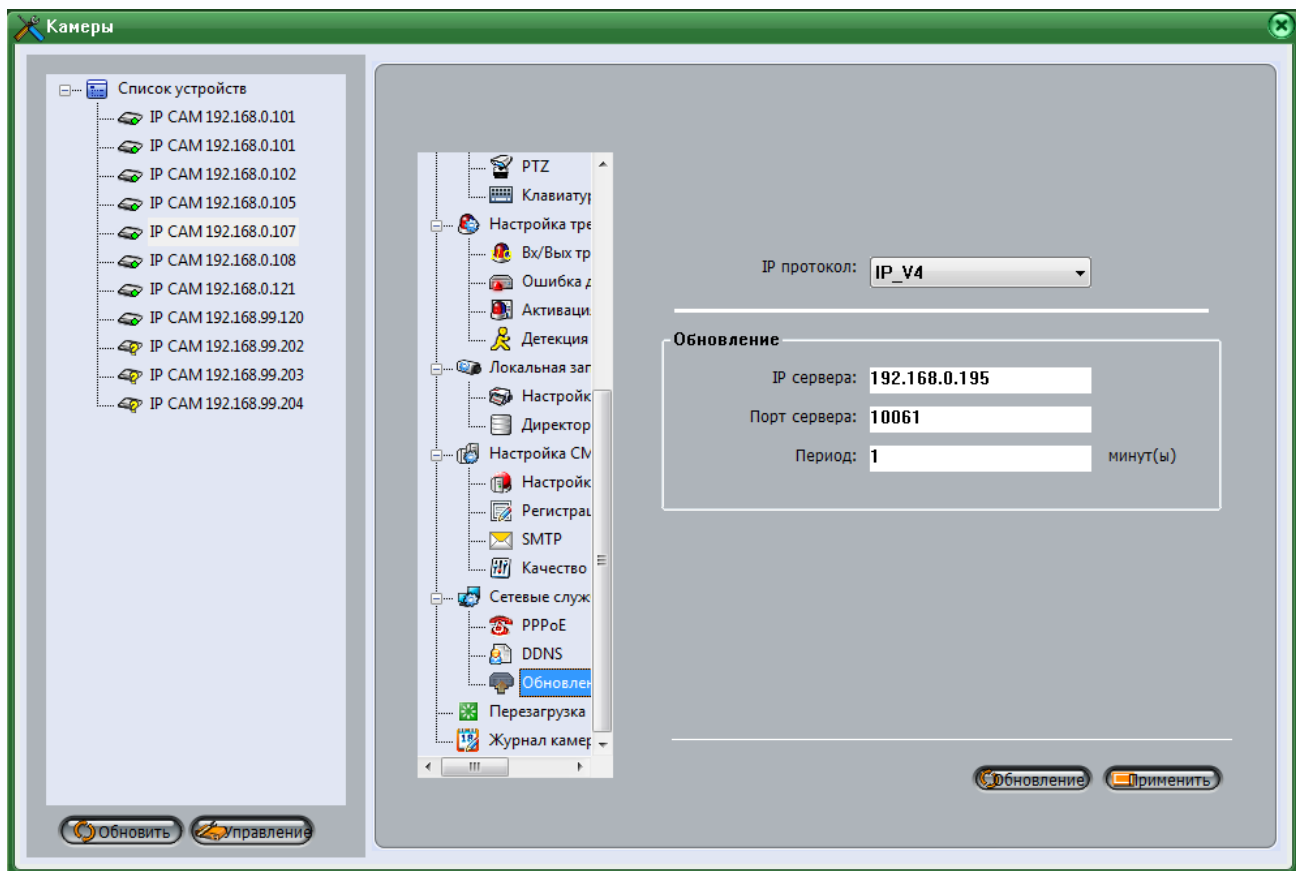 Камеры
Список устройств
IP CAM 192.168.0.101
IP CAM 192.168.0.101
IP CAM 192.168.0.102
IP CAM 192.168.0.105
IP CAM 192.168.0.107
IP CAM 192.168.0.108
IP CAM 192.168.0.121
IP CAM 192.168.99.120
IP CAM 192.168.99.202
IP CAM 192.168.99.203
IP CAM 192.168.99.204
Обновить
Управление
PTZ
Клавиатур
Настройка тре
Вх/Вых тр
Ошибка д
Активаци
Детекция
Локальная заг
Настройк
Директор
Настройка СМ
Настройк
Регистрац
SMTP
Качество
Сетевые служ
PPPoE
DDNS
Обновлен
Перезагрузка
18
Журнал камер
IP протокол:
IP_V4
Обновление
IP сервера: 192.168.0.195
Порт сервера: 10061
Период: 1 минут(ы)
Обновление
Применить